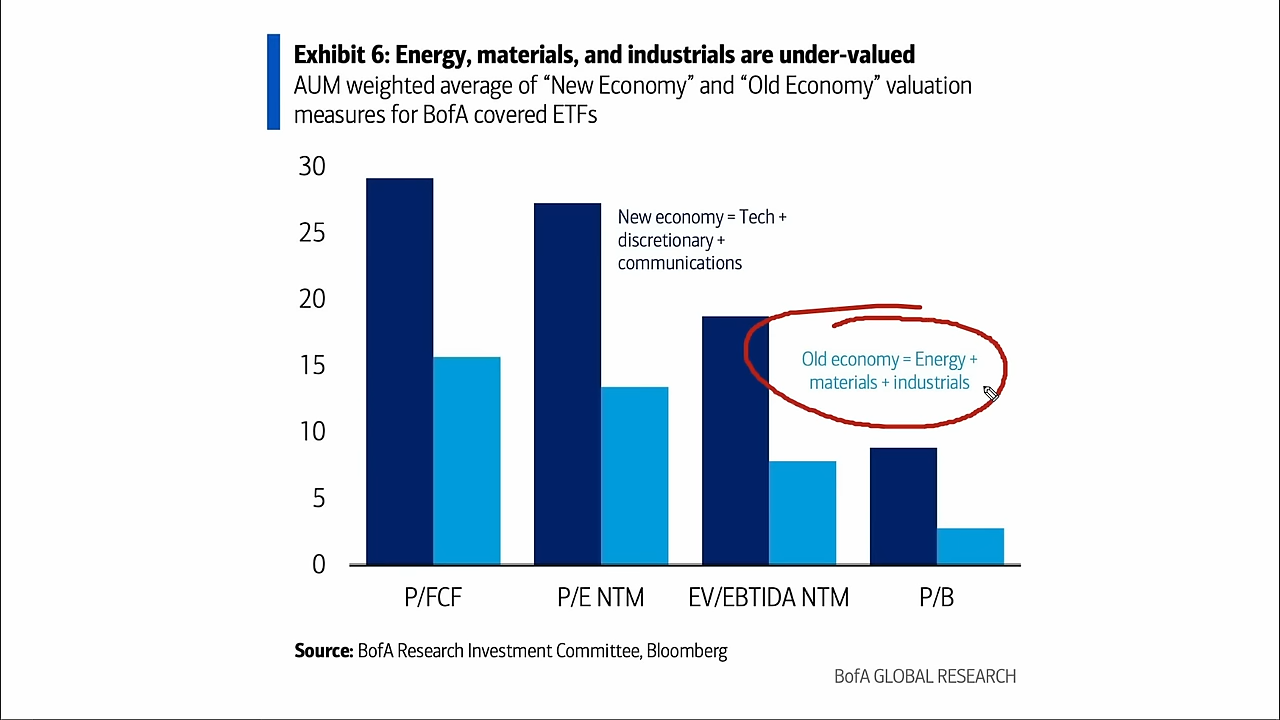 Exhibit 6: Energy, materials, and industrials are under-valued
AUM weighted average of “New Economy” and “Old Economy” valuation
measures for BofA covered ETFs
30
25
20
15
10
5
0
New economy = Tech +
discretionary +
communications
Old economy = Energy +
materials + industrials
P/FCF
P/E NTM
EV/EBTIDA NTM
P/B
Source: BofA Research Investment Committee, Bloomberg
BofA GLOBAL RESEARCH